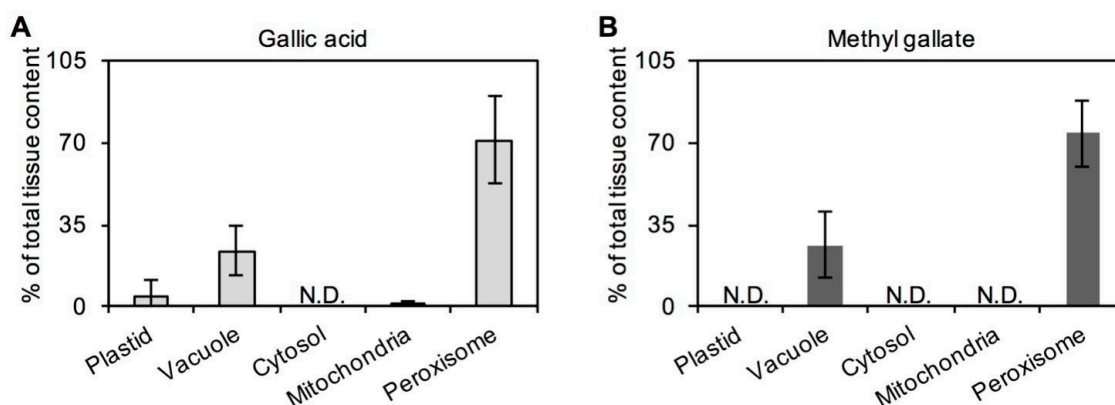 A
Gallic acid
% of total tissue content
105
70
35
0
N.D.
Plastid
Vacuole
Cytosol
Mitochondria
Peroxisome
B
Methyl gallate
% of total tissue content
105
70
35
0
N.D.
N.D.
N.D.
Plastid
Vacuole
Cytosol
Mitochondria
Peroxisome